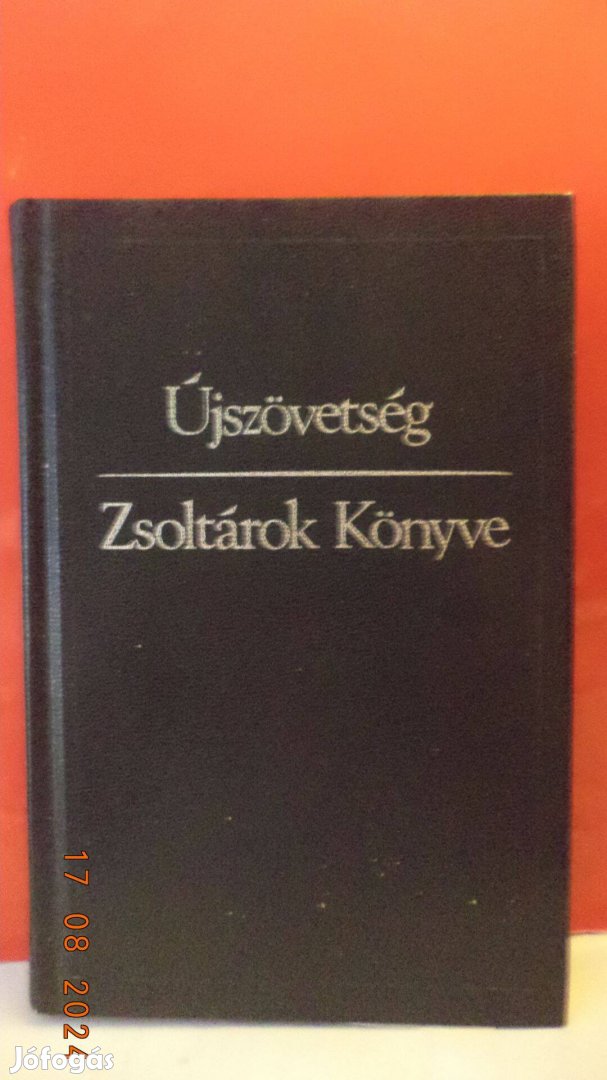 Újszövetség
Zsoltárok Könyve
17 08 2024
Jófogás